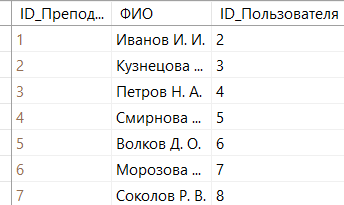 ID_Препод... ФИО ID_Пользователя
1 Иванов И. И. 2
2 Кузнецова ... 3
3 Петров Н. А. 4
4 Смирнова ... 5
5 Волков Д. О. 6
6 Морозова ... 7
7 Соколов Р. В. 8